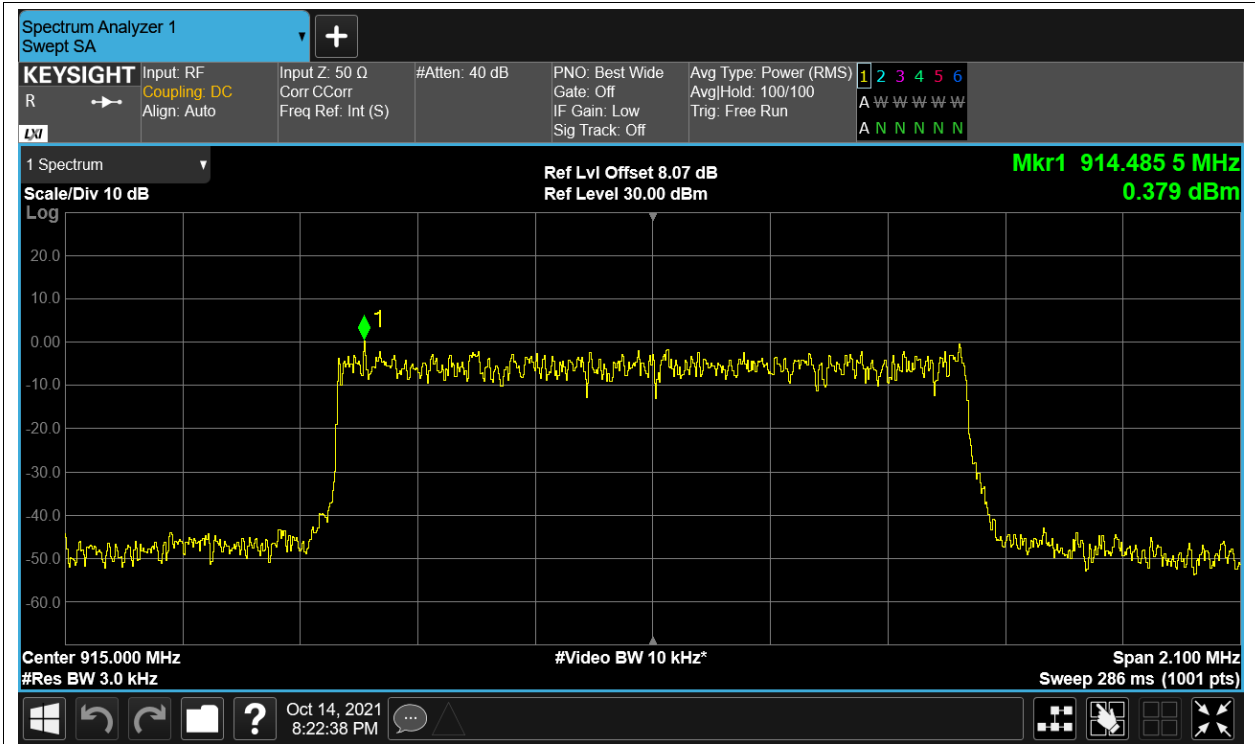 Spectrum Analyzer 1
Swept SA
KEYSIGHT
R
LXI
Input: RF
Coupling: DC
Align: Auto
Input Z: 50 Ω
Corr CCorr
Freq Ref: Int (S)
#Atten: 40 dB
PNO: Best Wide
Gate: Off
IF Gain: Low
Sig Track: Off
Avg Type: Power (RMS)
Avg|Hold: 100/100
Trig: Free Run
1 2 3 4 5 6
A W W W W W
A N N N N N
1 Spectrum
Scale/Div 10 dB
Log
Ref Lvl Offset 8.07 dB
Ref Level 30.00 dBm
Mkr1 914.485 5 MHz
0.379 dBm
20.0
10.0
1
0.00
-10.0
-20.0
-30.0
-40.0
-50.0
-60.0
Center 915.000 MHz
#Res BW 3.0 kHz
#Video BW 10 kHz*
Span 2.100 MHz
Sweep 286 ms (1001 pts)
?
Oct 14, 2021
8:22:38 PM